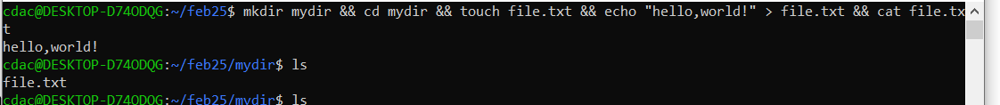 cdac@DESKTOP-D74ODQG:~/feb25$ mkdir mydir && cd mydir && touch file.txt && echo "hello,world!" > file.txt && cat file.tx
t
hello,world!
cdac@DESKTOP-D74ODQG:~/feb25/mydir$ ls
file.txt
cdac@DESKTOP-D74ODQG:~/feb25/mydir$ ls